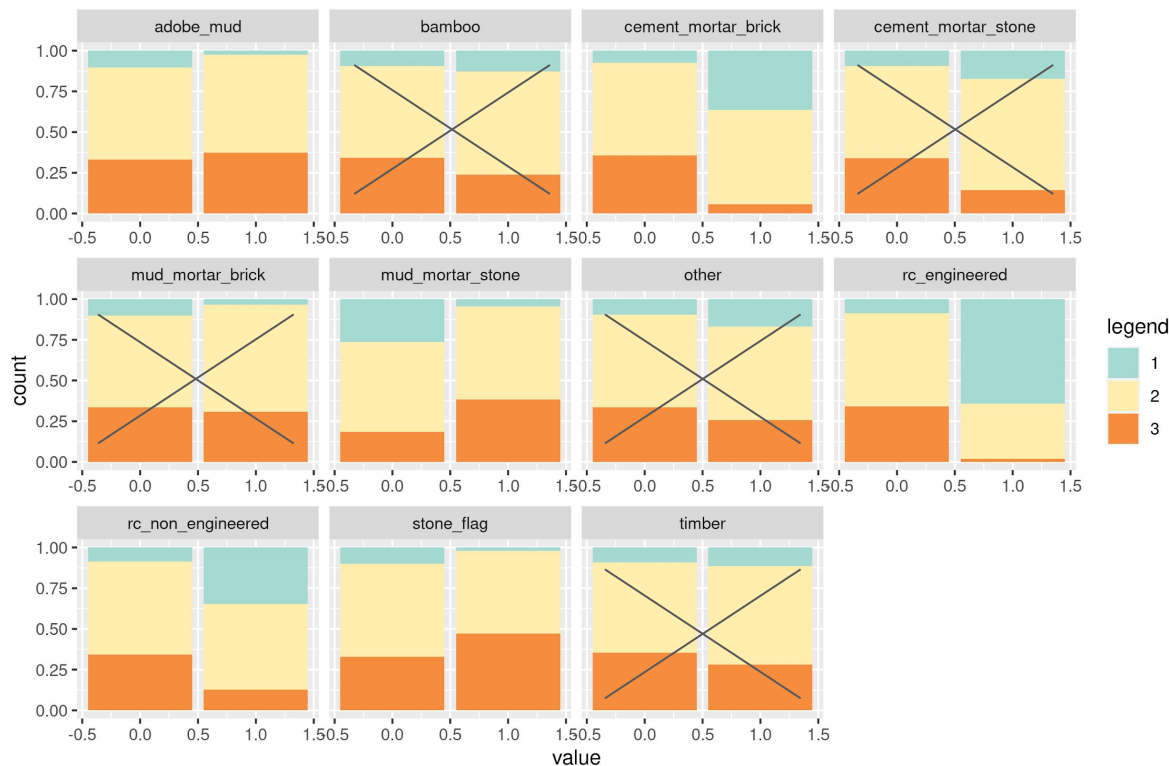 adobe_mud bamboo cement_mortar_brick cement_mortar_stone
1.00
0.75
0.50
0.25
0.00
-0.5 0.0 0.5 1.0 1.5 -0.5 0.0 0.5 1.0 1.5 -0.5 0.0 0.5 1.0 1.5 -0.5 0.0 0.5 1.0 1.5
mud_mortar_brick mud_mortar_stone other rc_engineered
1.00
0.75
0.50
0.25
0.00
-0.5 0.0 0.5 1.0 1.5 -0.5 0.0 0.5 1.0 1.5 -0.5 0.0 0.5 1.0 1.5 -0.5 0.0 0.5 1.0 1.5
rc_non_engineered stone_flag timber
1.00
0.75
0.50
0.25
0.00
-0.5 0.0 0.5 1.0 1.5 -0.5 0.0 0.5 1.0 1.5 -0.5 0.0 0.5 1.0 1.5
count
value
legend
1
2
3